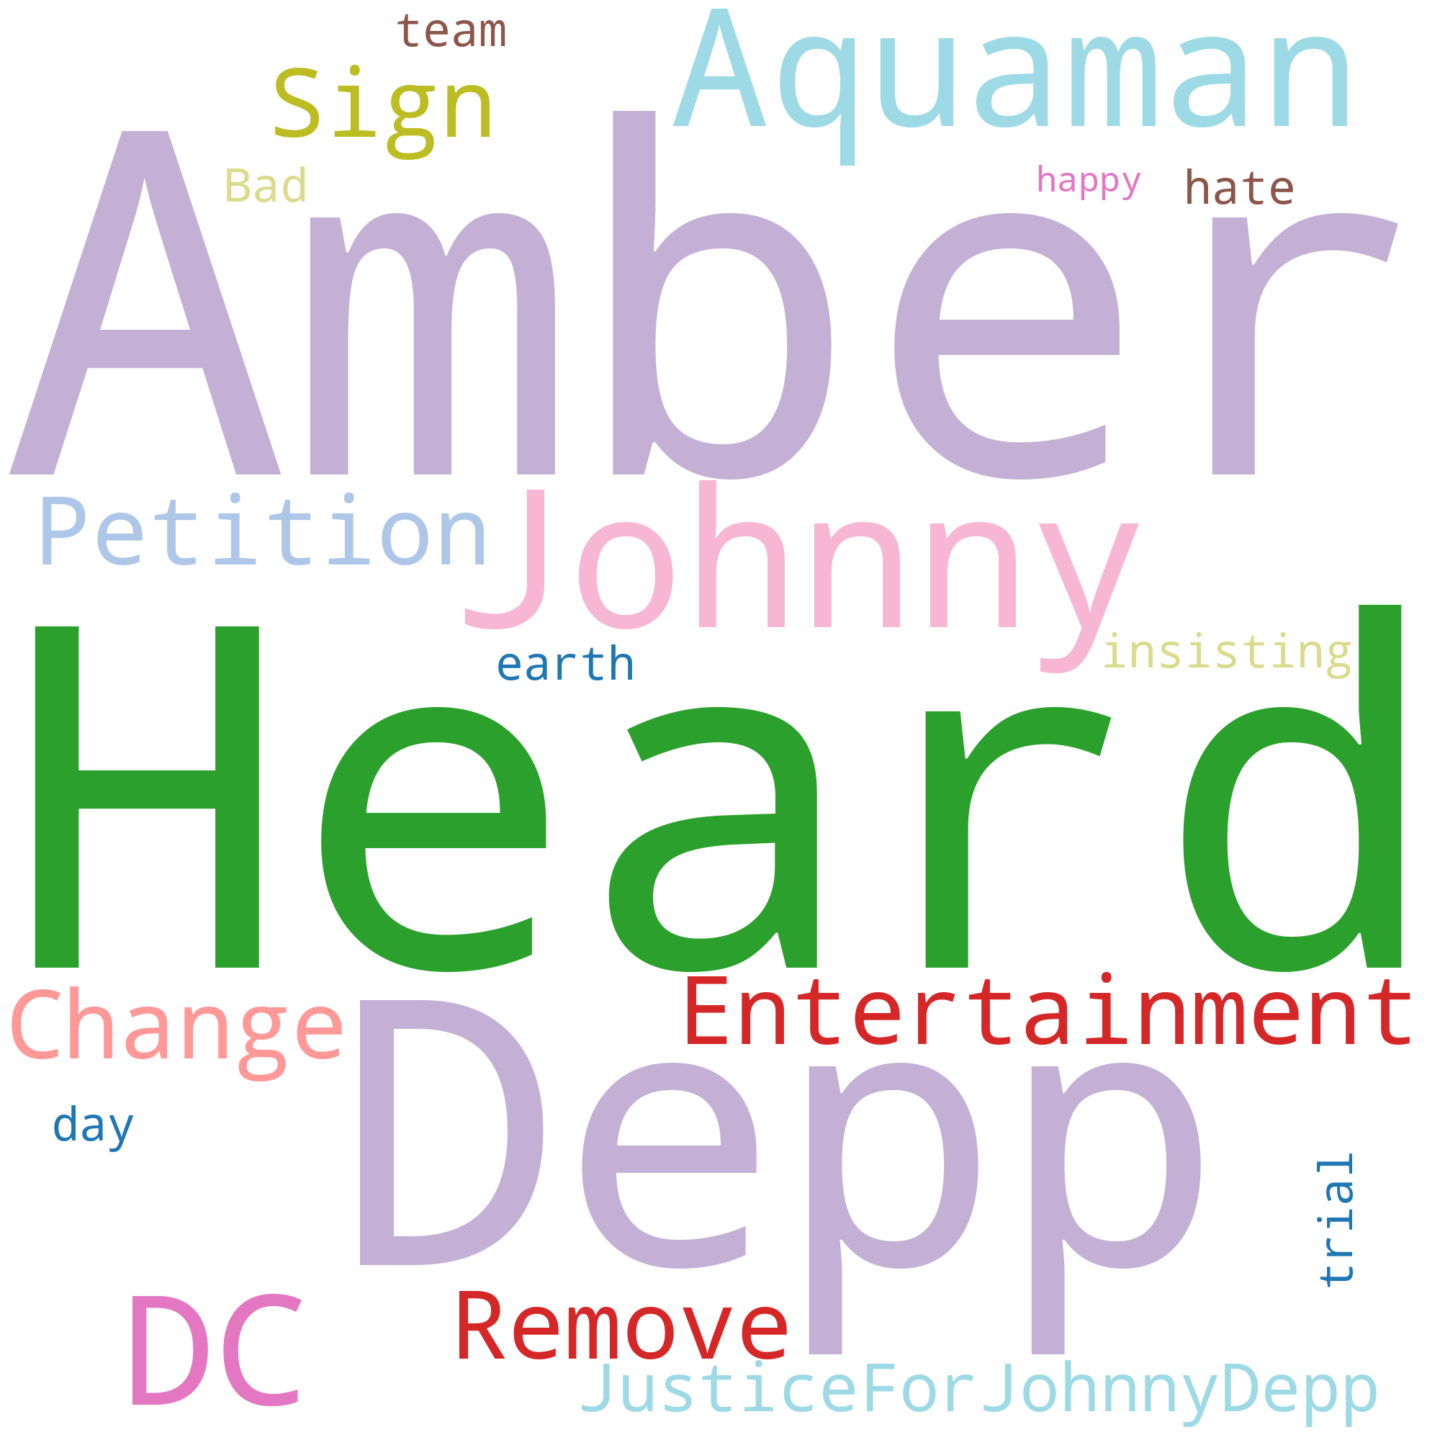 team
Aquaman
Sign
Bad
happy
hate
Amber
Petition
Johnny
earth
insisting
Heard
Change
Entertainment
Depp
day
trial
DC
Remove
JusticeForJohnnyDepp